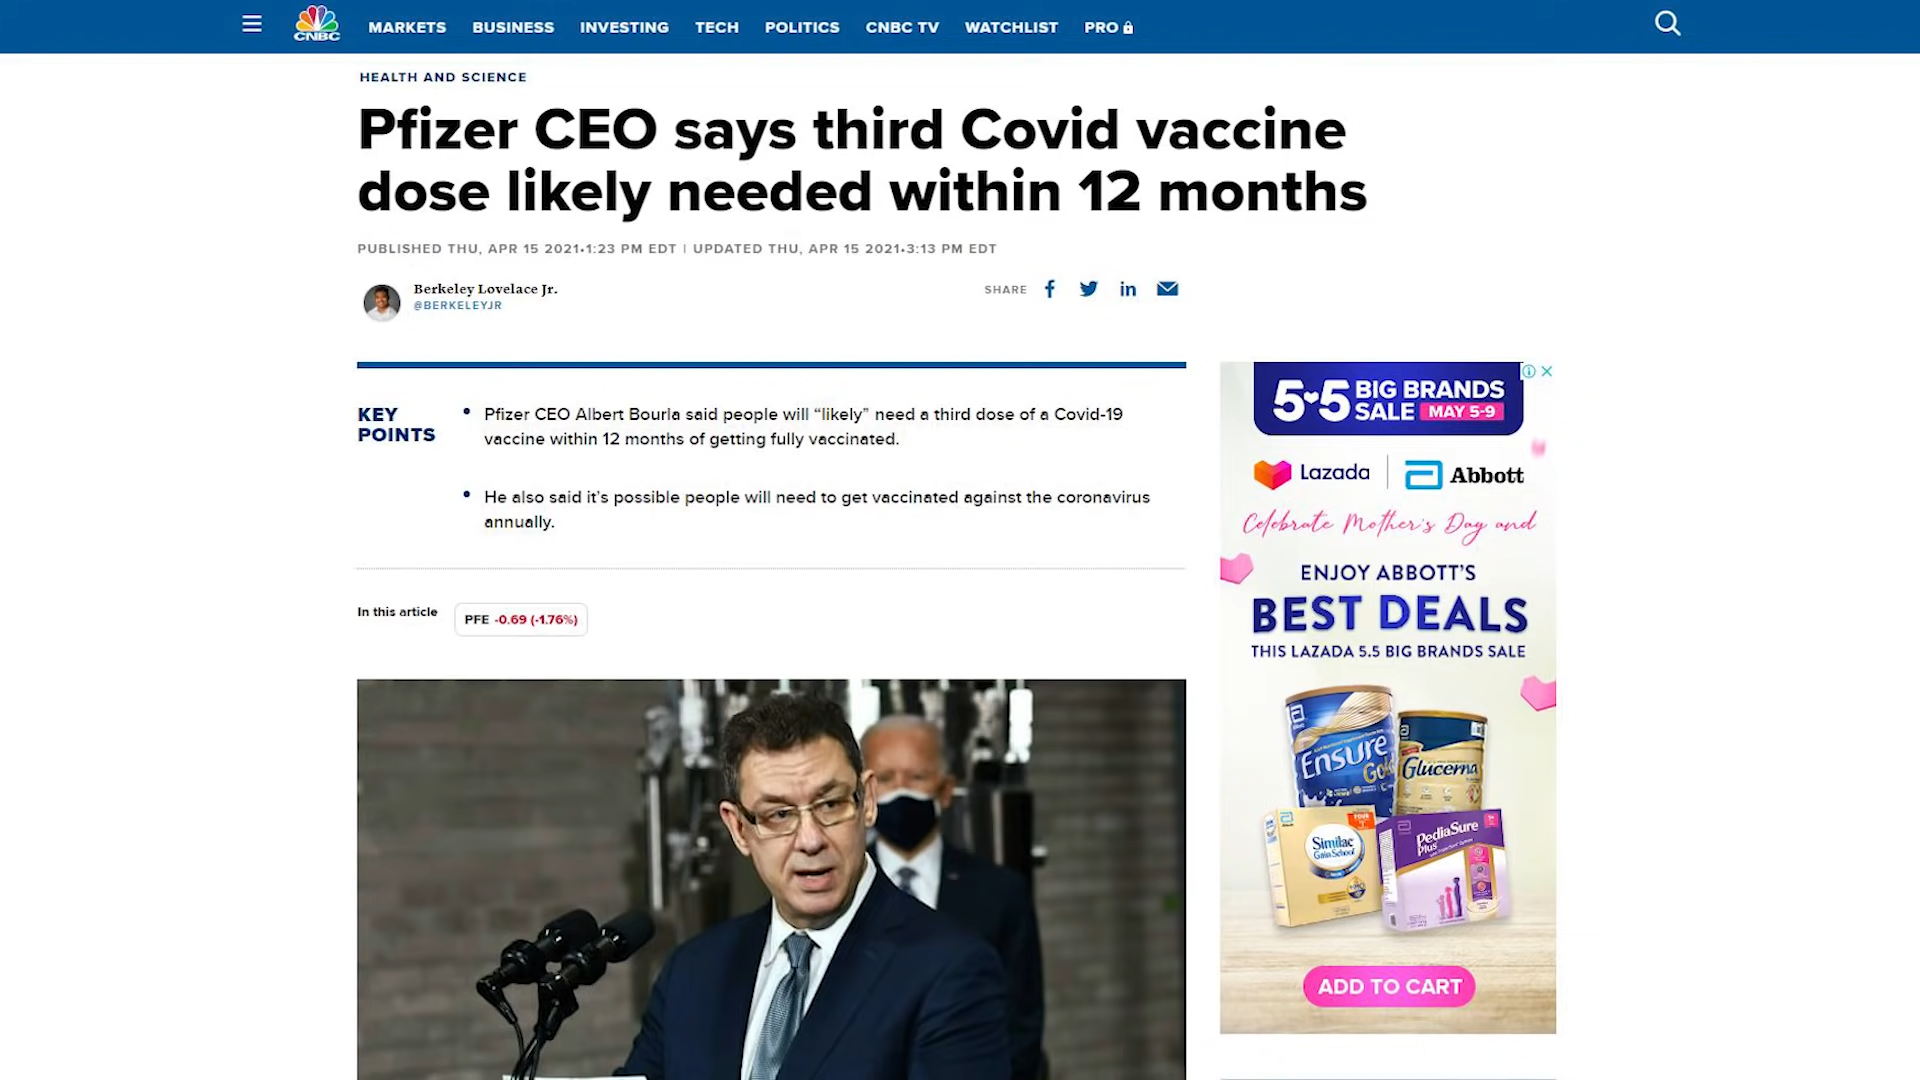 CNBC
MARKETS
BUSINESS
INVESTING
TECH
POLITICS
CNBC TV
WATCHLIST
PRO
HEALTH AND SCIENCE
Pfizer CEO says third Covid vaccine
dose likely needed within 12 months
PUBLISHED THU, APR 15 2021•1:23 PM EDT | UPDATED THU, APR 15 2021•3:13 PM EDT
Berkeley Lovelace Jr.
@BERKELEYJR
SHARE
KEY
POINTS
• Pfizer CEO Albert Bourla said people will “likely” need a third dose of a Covid-19
vaccine within 12 months of getting fully vaccinated.
• He also said it’s possible people will need to get vaccinated against the coronavirus
annually.
In this article
PFE -0.69 (-1.76%)
5.5 BIG BRANDS
SALE MAY 5-9
Lazada
Abbott
Celebrate Mother's Day and
ENJOY ABBOTT'S
BEST DEALS
THIS LAZADA 5.5 BIG BRANDS SALE
Ensure
Gold
Glucerna
Similac
GainSchool
PediaSure
Plus
ADD TO CART